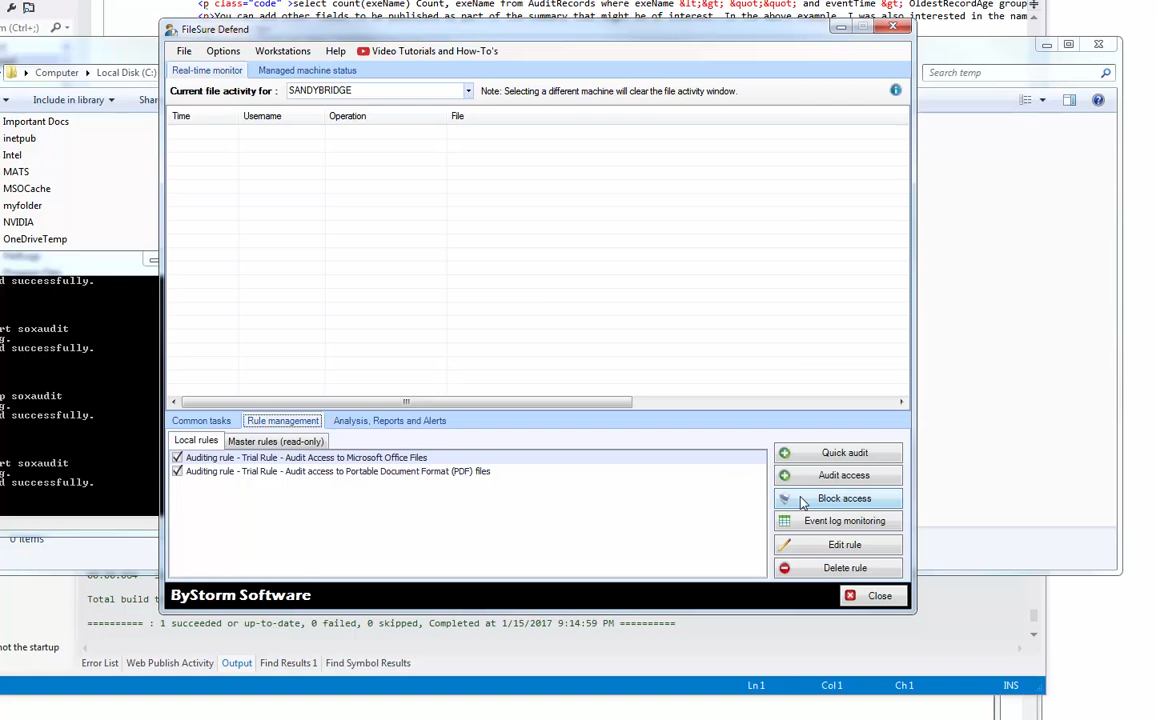 <p class="code" >select count(exeName) Count, exeName from AuditRecords where exeName &lt;&gt; &quot;&quot; and eventTime &gt; OldestRecordAge group
m (Ctrl+;)
FileSure Defend
File Options Workstations Help Video Tutorials and How-To's
Computer Local Disk (C:)
Search temp
Real-time monitor Managed machine status
Current file activity for : SANDYBRIDGE Note: Selecting a different machine will clear the file activity window.
Include in library Shar
Time Username Operation File
Important Docs
inetpub
Intel
MATS
MSOCache
myfolder
NVIDIA
OneDriveTemp
d successfully.
rt soxaudit
g.
d successfully.
p soxaudit
g.
d successfully.
rt soxaudit
g.
d successfully.
Common tasks Rule management Analysis, Reports and Alerts
Local rules Master rules (read-only)
Auditing rule - Trial Rule - Audit Access to Microsoft Office Files
Auditing rule - Trial Rule - Audit access to Portable Document Format (PDF) files
Quick audit
Audit access
Block access
Event log monitoring
Edit rule
Delete rule
0 items
ByStorm Software
Close
Total build t
========== : 1 succeeded or up-to-date, 0 failed, 0 skipped, Completed at 1/15/2017 9:14:59 PM ==========
not the startup
Error List Web Publish Activity Output Find Results 1 Find Symbol Results
Ln 1 Col 1 Ch 1 INS